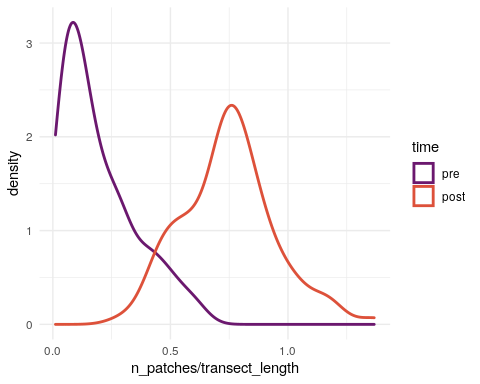 3
2
1
0
density
0.0 0.5 1.0
n_patches/transect_length
time
pre
post